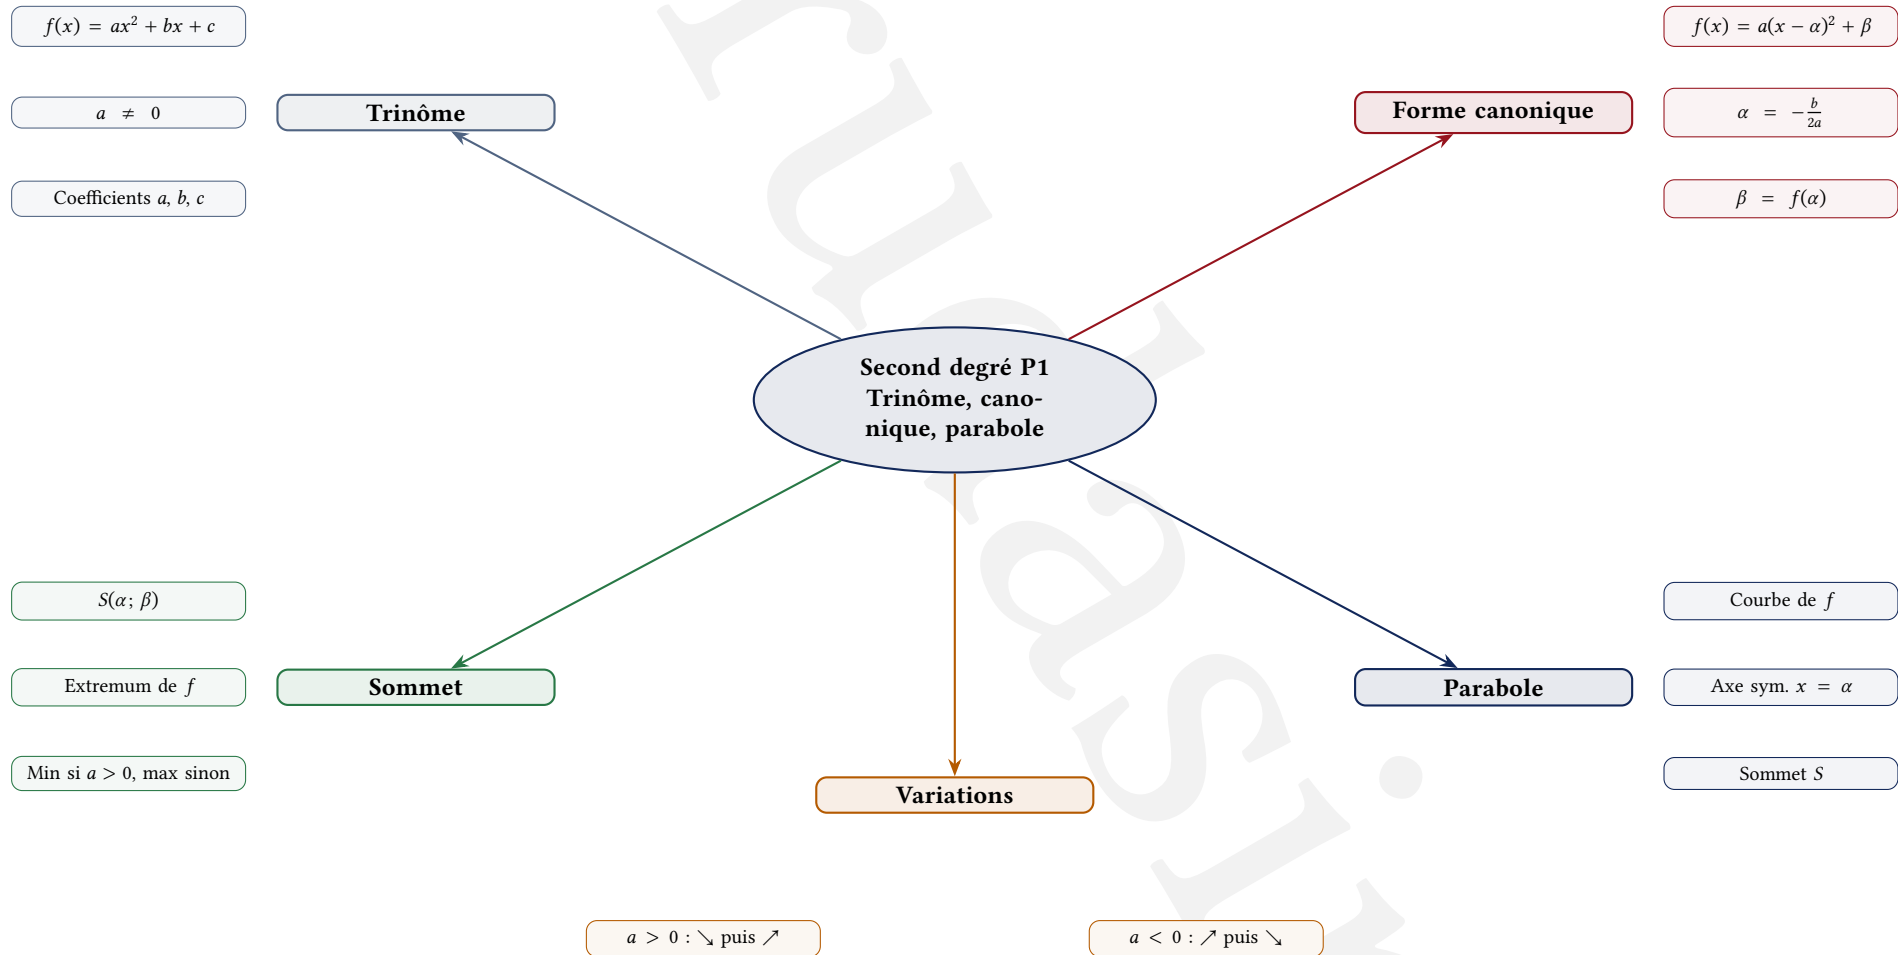 f(x) = ax² + bx + c
a ≠ 0
Coefficients a, b, c
Trinôme
f(x) = a(x − α)² + β
α = −b/2a
β = f(α)
Forme canonique
Second degré P1
Trinôme, cano-
nique, parabole
S(α; β)
Extremum de f
Min si a > 0, max sinon
Sommet
Courbe de f
Axe sym. x = α
Sommet S
Parabole
Variations
a > 0 : ↘ puis ↗
a < 0 : ↗ puis ↘